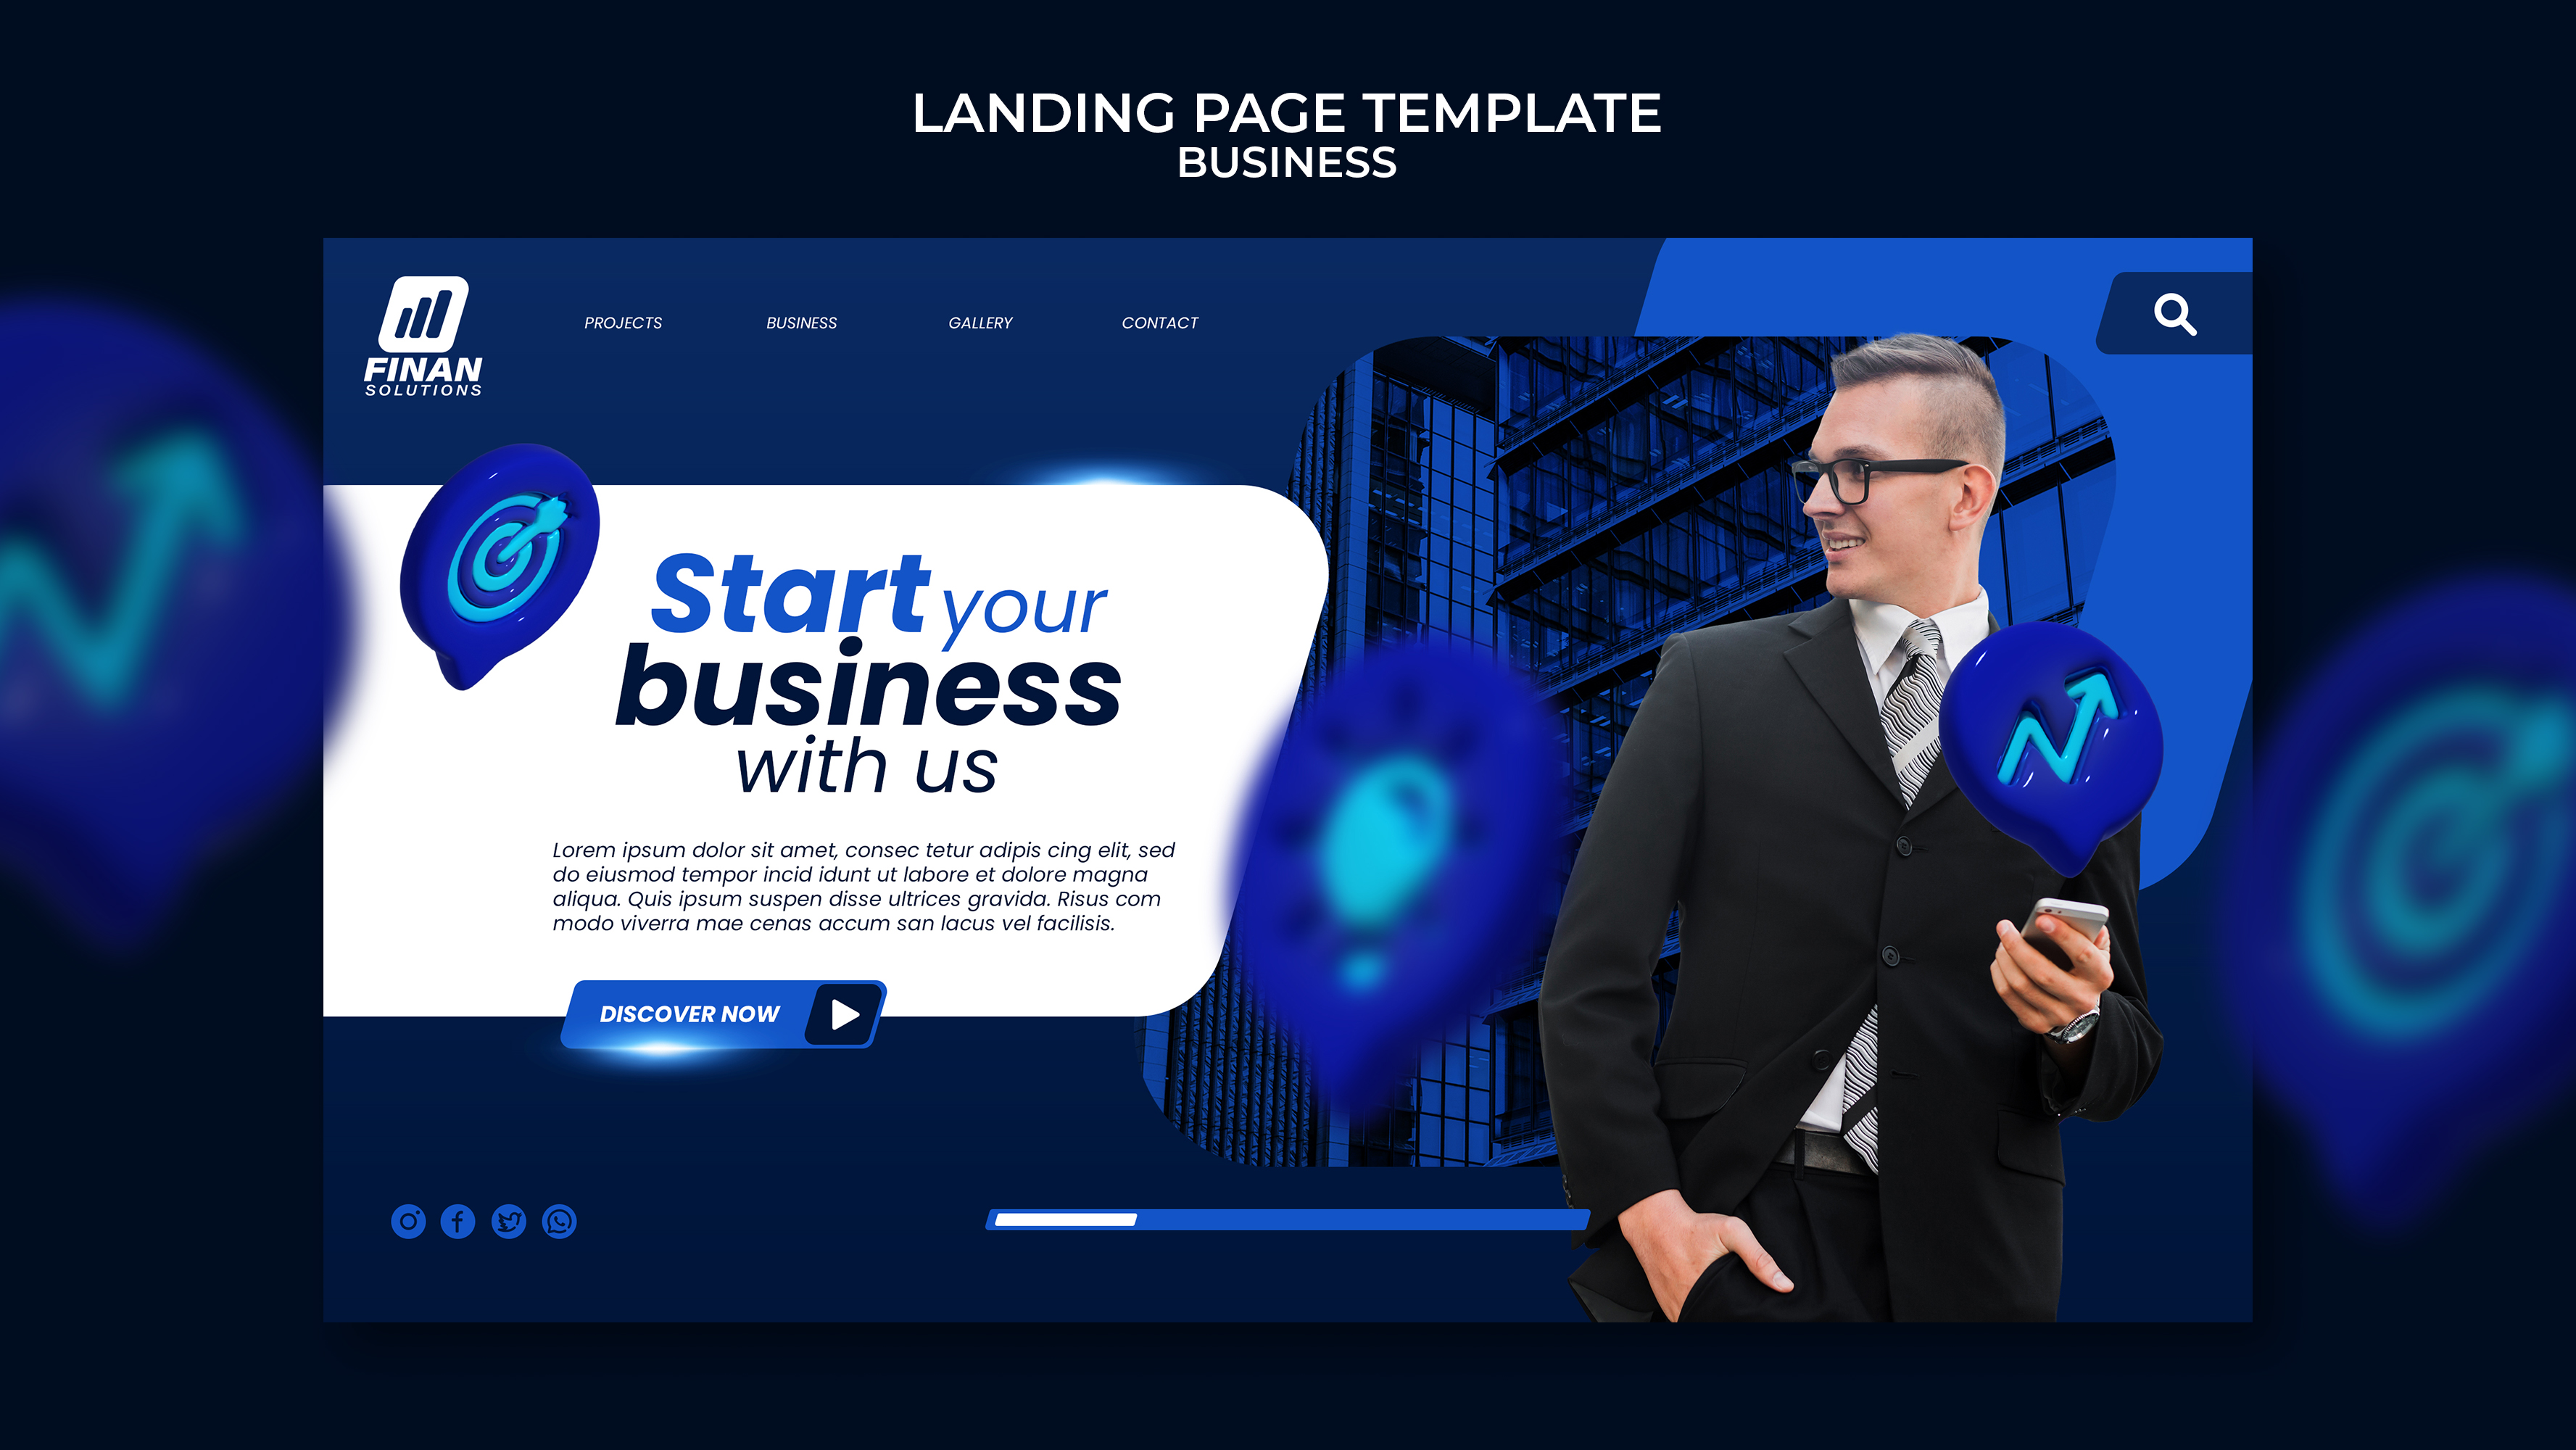 LANDING PAGE TEMPLATE
BUSINESS
FINAN
SOLUTIONS
PROJECTS
BUSINESS
GALLERY
CONTACT
Start your
business
with us
Lorem ipsum dolor sit amet, consec tetur adipis cing elit, sed
do eiusmod tempor incid idunt ut labore et dolore magna
aliqua. Quis ipsum suspen disse ultrices gravida. Risus com
modo viverra mae cenas accum san lacus vel facilisis.
DISCOVER NOW